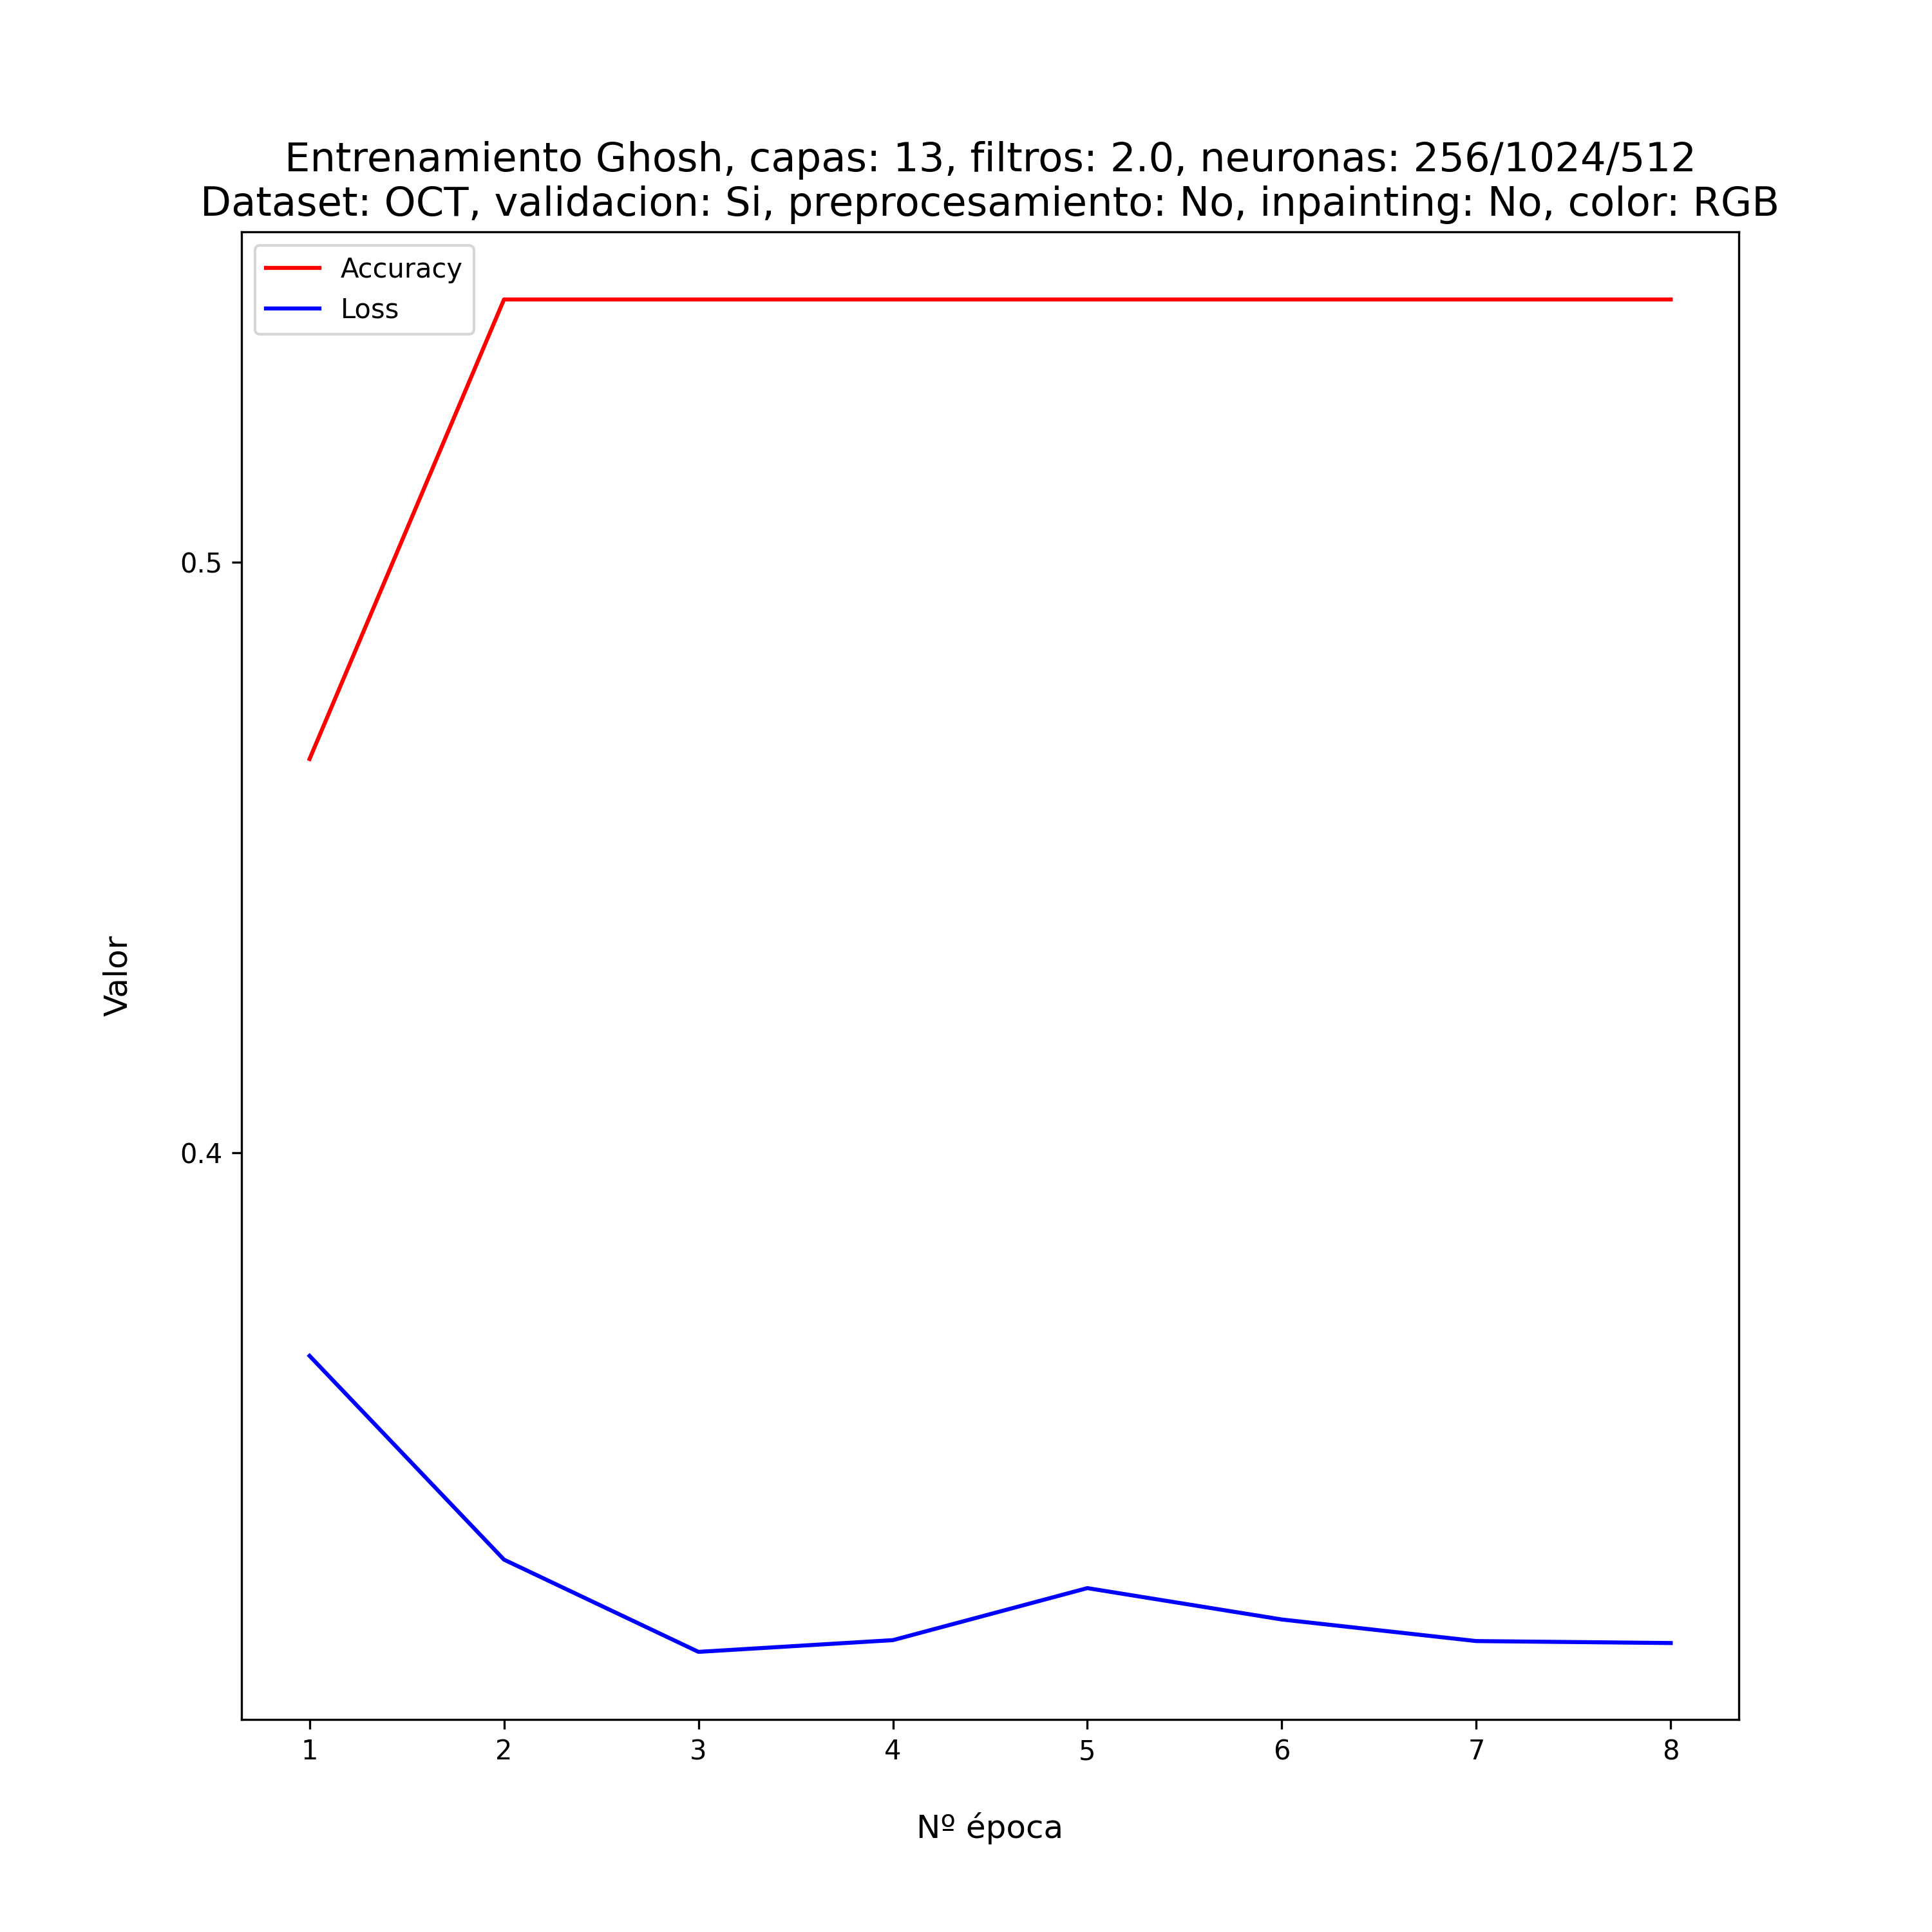 Entrenamiento Ghosh, capas: 13, filtros: 2.0, neuronas: 256/1024/512
Dataset: OCT, validacion: Si, preprocesamiento: No, inpainting: No, color: RGB
Accuracy
Loss
0.5
0.4
Valor
1 2 3 4 5 6 7 8
Nº época